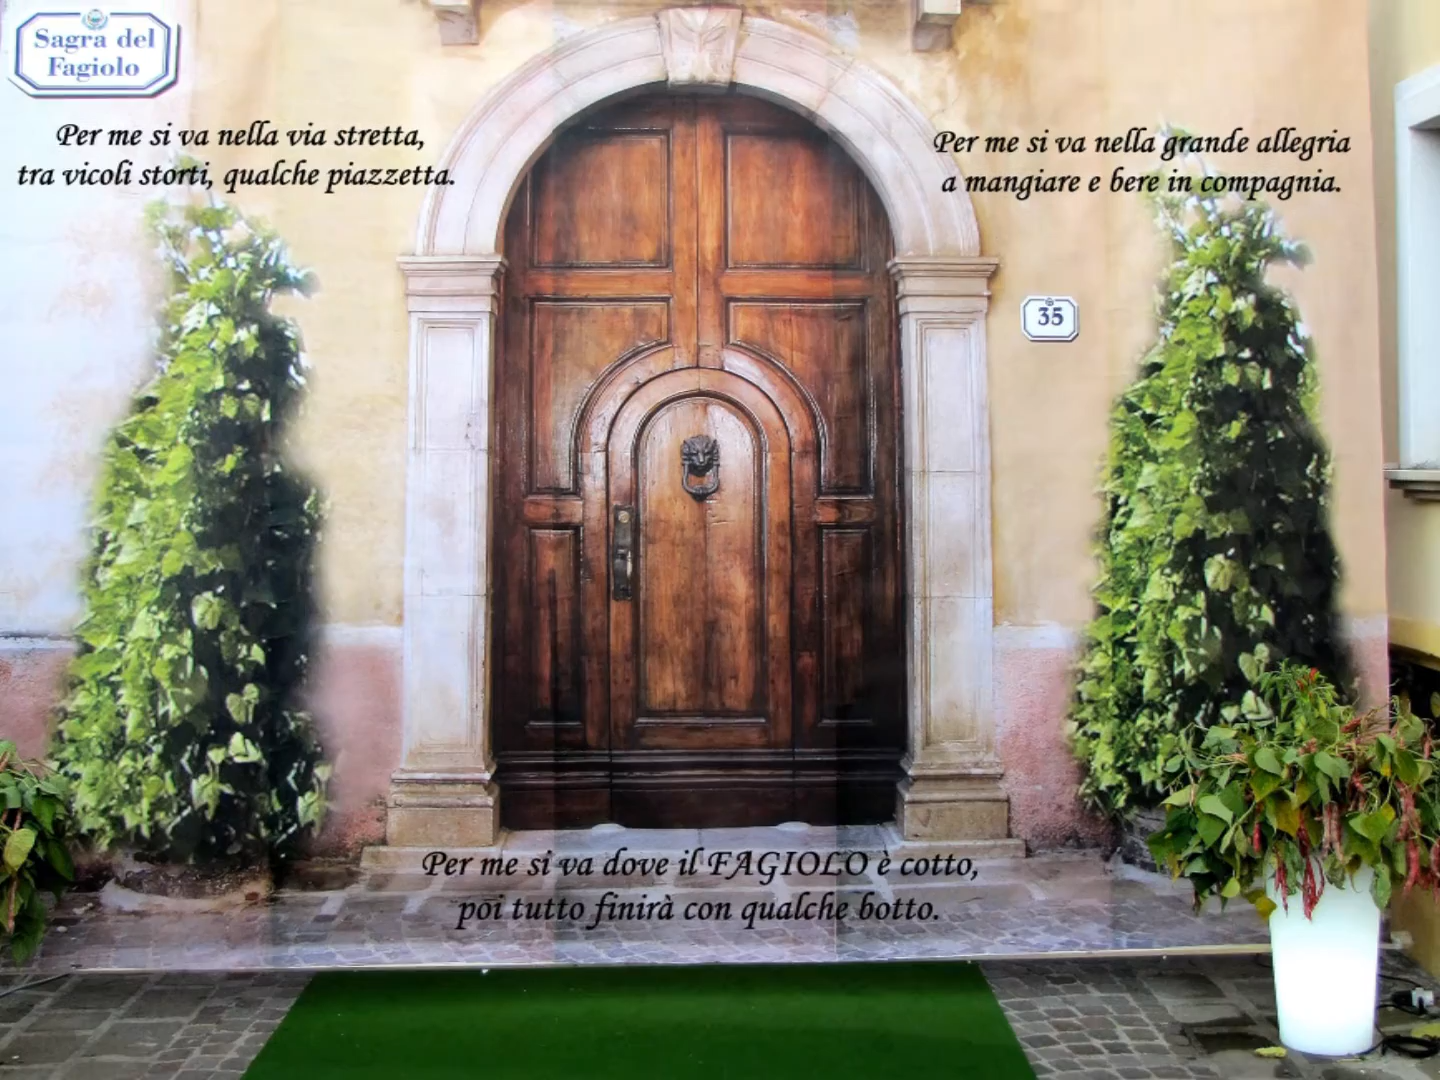 Sagra del
Fagiolo
Per me si va nella via stretta,
tra vicoli storti, qualche piazzetta.
Per me si va nella grande allegria
a mangiare e bere in compagnia.
35
Per me si va dove il FAGIOLO è cotto,
poi tutto finirà con qualche botto.